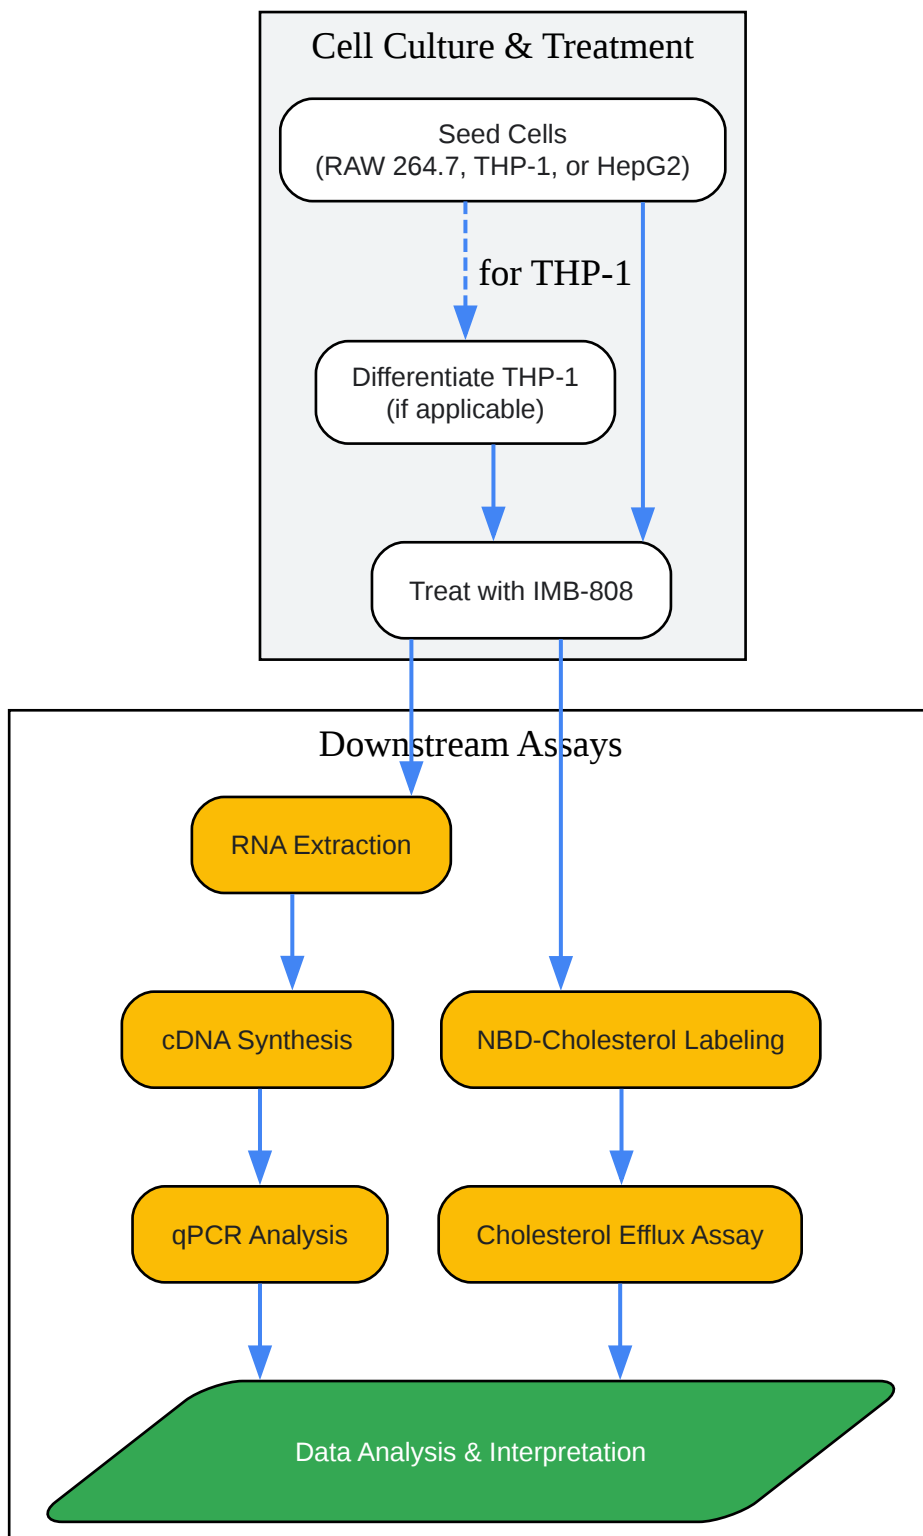 Cell Culture & Treatment
Seed Cells
(RAW 264.7, THP-1, or HepG2)
for THP-1
Differentiate THP-1
(if applicable)
Treat with IMB-808
Downstream Assays
RNA Extraction
cDNA Synthesis
NBD-Cholesterol Labeling
qPCR Analysis
Cholesterol Efflux Assay
Data Analysis & Interpretation